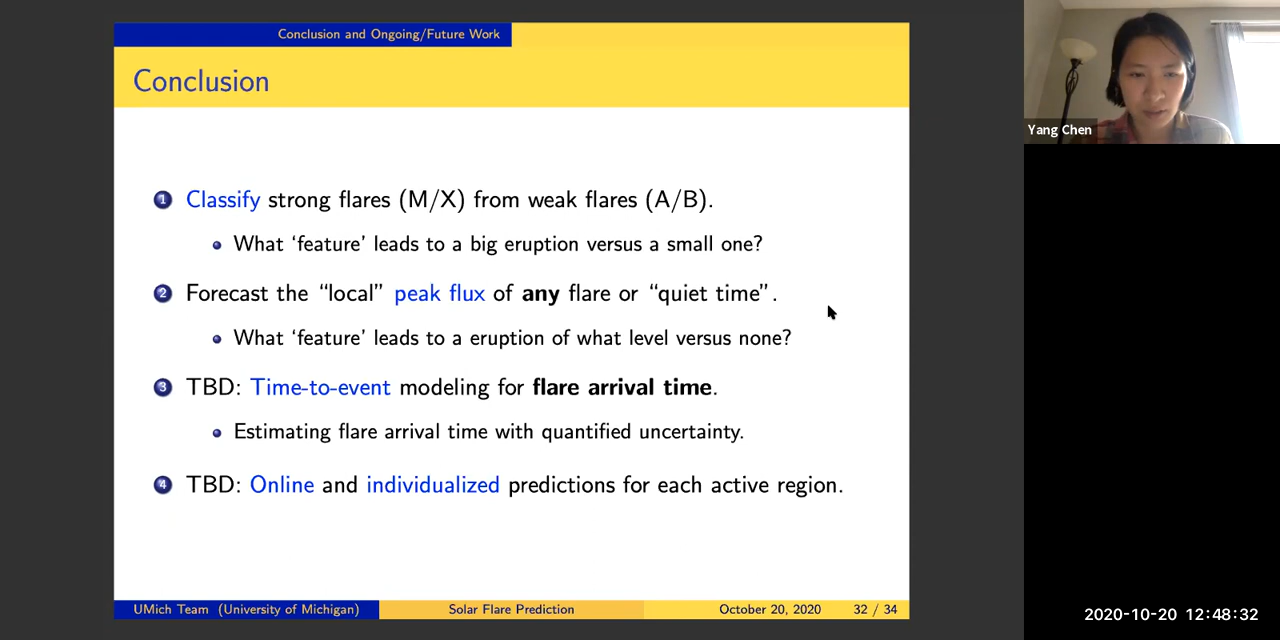 Conclusion and Ongoing/Future Work
Conclusion
1 Classify strong flares (M/X) from weak flares (A/B).
What ‘feature’ leads to a big eruption versus a small one?
2 Forecast the “local” peak flux of any flare or “quiet time”.
What ‘feature’ leads to a eruption of what level versus none?
3 TBD: Time-to-event modeling for flare arrival time.
Estimating flare arrival time with quantified uncertainty.
4 TBD: Online and individualized predictions for each active region.
UMich Team (University of Michigan) Solar Flare Prediction October 20, 2020 32 / 34
Yang Chen
2020-10-20 12:48:32